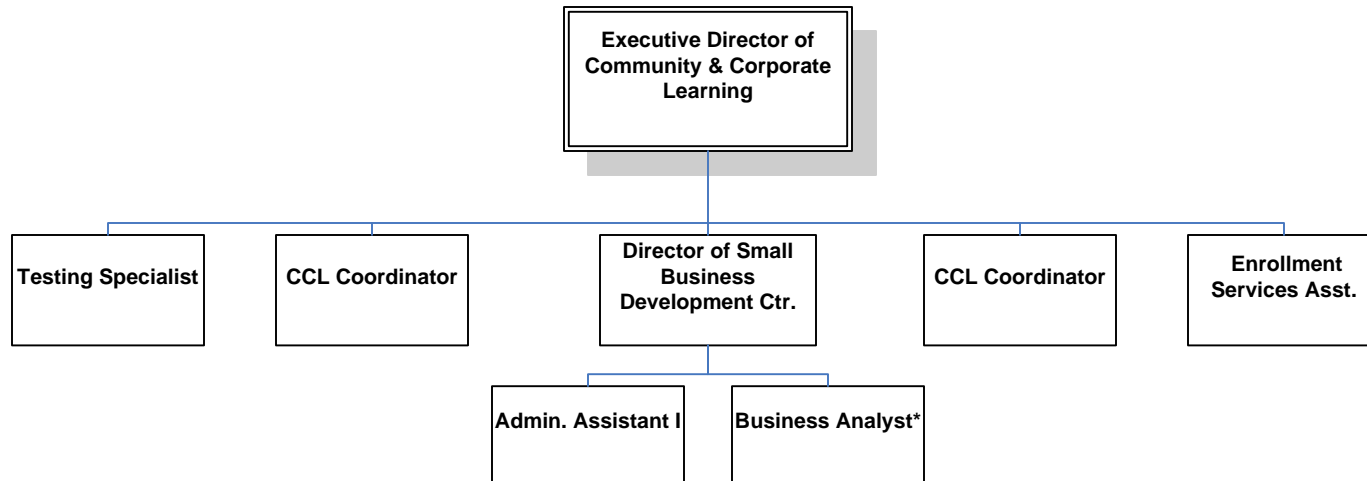 Executive Director of
Community & Corporate
Learning
Testing Specialist
CCL Coordinator
Director of Small
Business
Development Ctr.
CCL Coordinator
Enrollment
Services Asst.
Admin. Assistant I
Business Analyst*